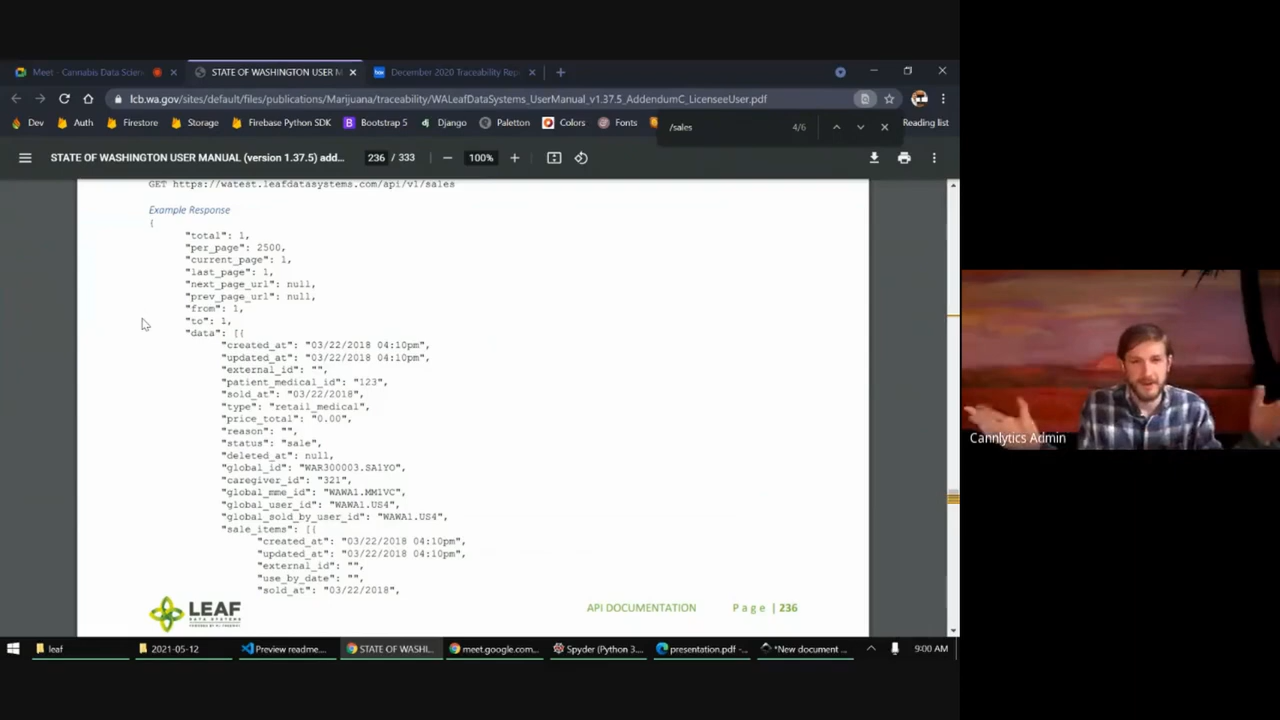 Meet - Cannabis Data Scien
STATE OF WASHINGTON USER M
December 2020 Traceability Rep
lcb.wa.gov/sites/default/files/publications/Marijuana/traceability/WALeafDataSystems_UserManual_v1.37.5_AddendumC_LicenseeUser.pdf
Dev
Auth
Firestore
Storage
Firebase Python SDK
Bootstrap 5
Django
Paletton
Colors
Fonts
Reading list
/sales
4/6
STATE OF WASHINGTON USER MANUAL (version 1.37.5) add...
236 / 333
100%
GET https://watest.leafdatasystems.com/api/v1/sales
Example Response
{
"total": 1,
"per_page": 2500,
"current_page": 1,
"last_page": 1,
"next_page_url": null,
"prev_page_url": null,
"from": 1,
"to": 1,
"data": [{
"created_at": "03/22/2018 04:10pm",
"updated_at": "03/22/2018 04:10pm",
"external_id": "",
"patient_medical_id": "123",
"sold_at": "03/22/2018",
"type": "retail_medical",
"price_total": "0.00",
"reason": "",
"status": "sale",
"deleted_at": null,
"global_id": "WAR300003.SA1YO",
"caregiver_id": "321",
"global_mme_id": "WAWA1.MM1VC",
"global_user_id": "WAWA1.US4",
"global_sold_by_user_id": "WAWA1.US4",
"sale_items": [{
"created_at": "03/22/2018 04:10pm",
"updated_at": "03/22/2018 04:10pm",
"external_id": "",
"use_by_date": "",
"sold_at": "03/22/2018",
LEAF
DATA SYSTEMS
API DOCUMENTATION
Page | 236
Cannlytics Admin
leaf
2021-05-12
Preview readme....
STATE OF WASHI...
meet.google.com...
Spyder (Python 3....
presentation.pdf -...
*New document ...
9:00 AM